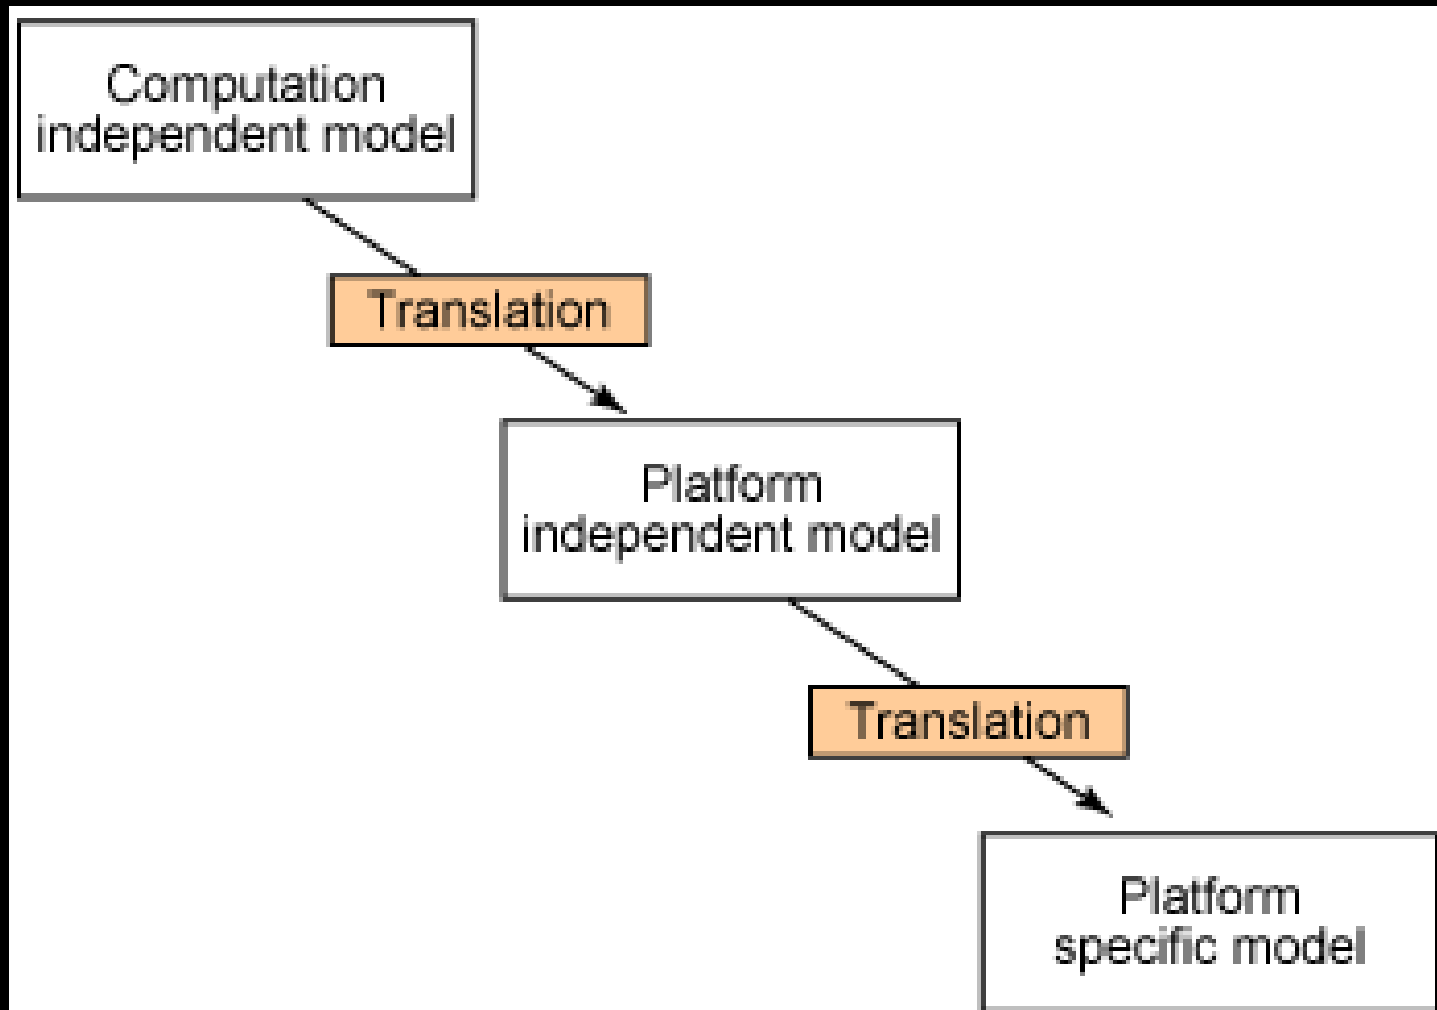 Computation
independent model
Translation
Platform
independent model
Translation
Platform
specific model